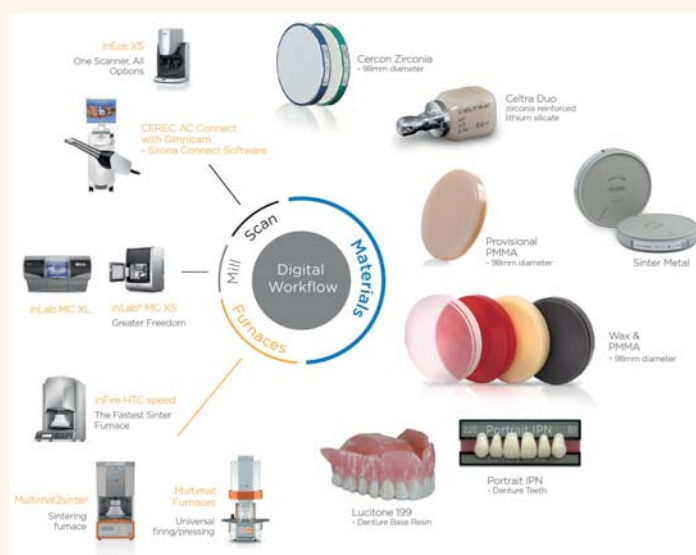 inEos X5
One Scanner, All
Options
CEREC AC Connect
with Omnicam
- Sirona Connect Software
Cercon Zirconia
- 98mm diameter
Celtra Duo
zirconia reinforced
lithium silicate
Provisional
PMMA
- 98mm diameter
Sinter Metal
Scan
Mill
Furnaces
Materials
Digital
Workflow
inLab MC XL
inLab® MC X5
Greater Freedom
Wax &
PMMA
- 98mm diameter
inFire HTC speed
The Fastest Sinter
Furnace
Multimat2sinter
Sintering
furnace
Multimat
Furnaces
Universal
firing/pressing
Lucitone 199
- Denture Base Resin
22E Portrait IPN B1
Portrait IPN
- Denture Teeth